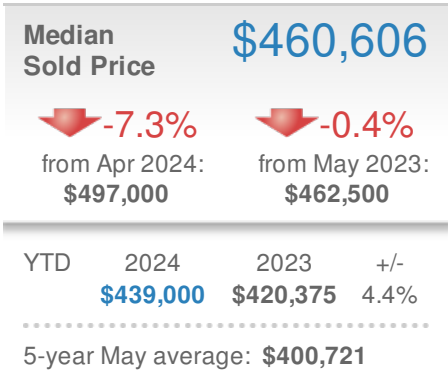 Median
Sold Price
$460,606
-7.3%
from Apr 2024:
$497,000
-0.4%
from May 2023:
$462,500
YTD 2024 2023 +/-
$439,000 $420,375 4.4%
5-year May average: $400,721